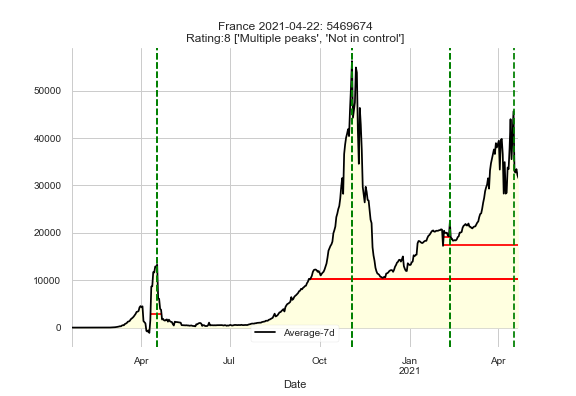 France 2021-04-22: 5469674
Rating:8 ['Multiple peaks', 'Not in control']
50000
40000
30000
20000
10000
0
Average-7d
Apr
Jul
Oct
Jan
2021
Apr
Date